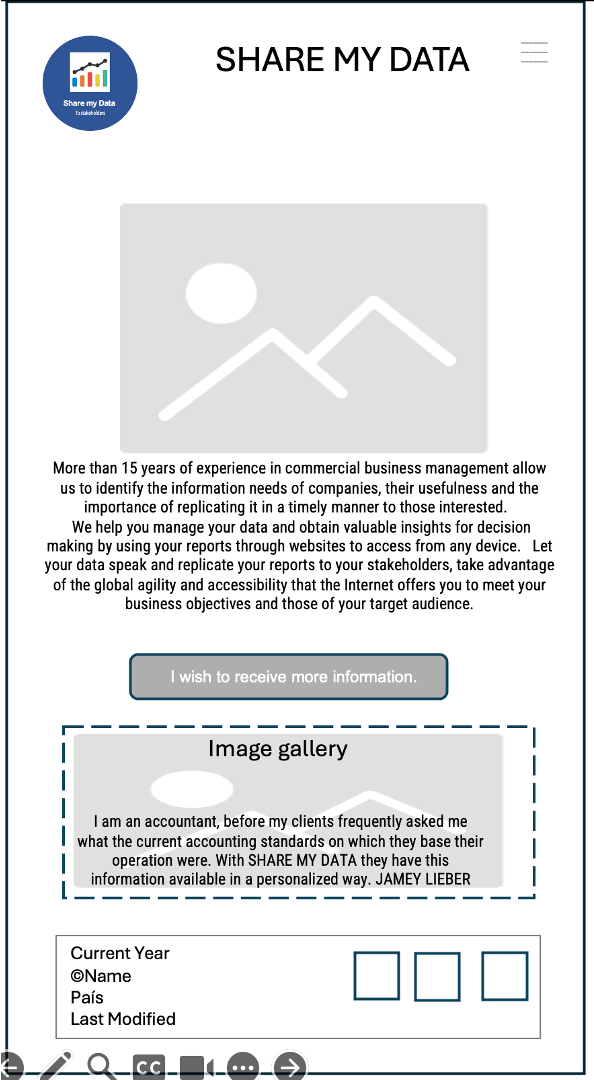 SHARE MY DATA
Share my Data
To stakeholders
More than 15 years of experience in commercial business management allow
us to identify the information needs of companies, their usefulness and the
importance of replicating it in a timely manner to those interested.
We help you manage your data and obtain valuable insights for decision
making by using your reports through websites to access from any device. Let
your data speak and replicate your reports to your stakeholders, take advantage
of the global agility and accessibility that the Internet offers you to meet your
business objectives and those of your target audience.
I wish to receive more information.
Image gallery
I am an accountant, before my clients frequently asked me
what the current accounting standards on which they base their
operation were. With SHARE MY DATA they have this
information available in a personalized way. JAMEY LIEBER
Current Year
©Name
País
Last Modified
CC